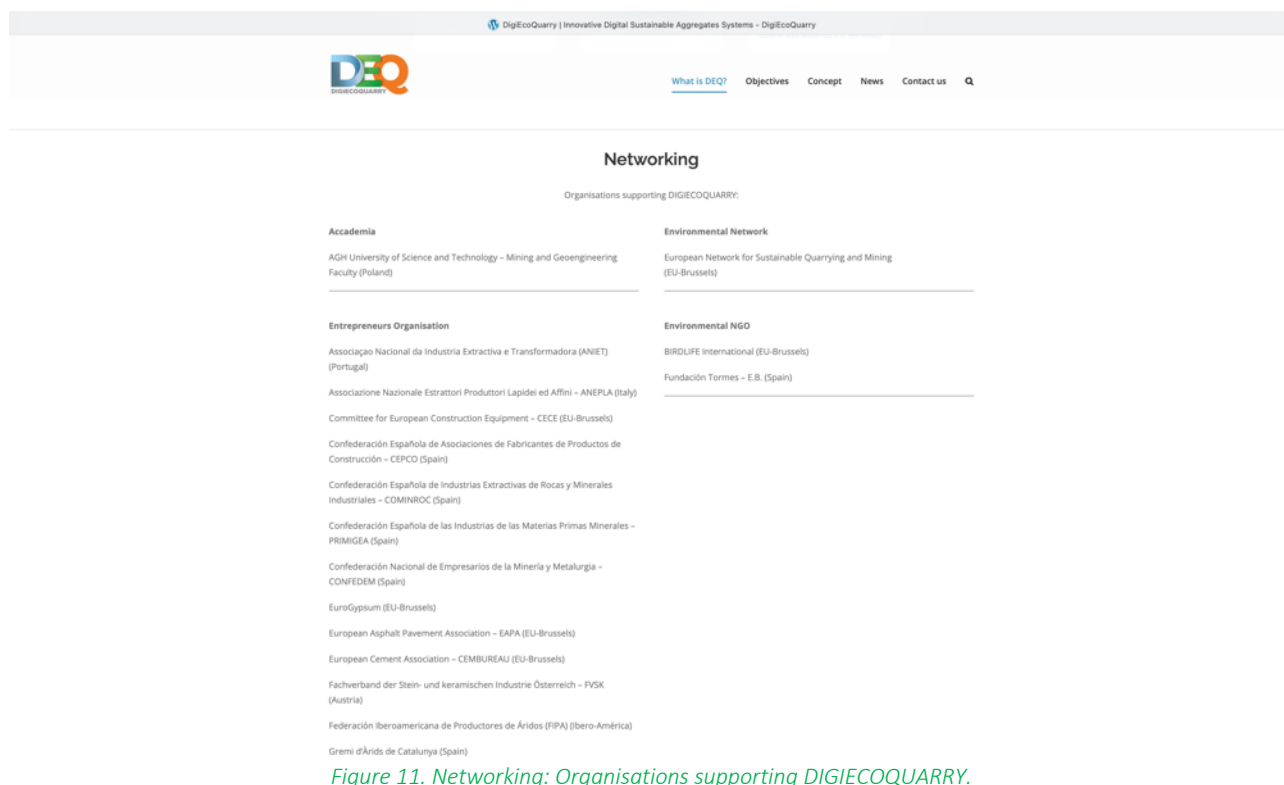 DigiEcoQuarry | Innovative Digital Sustainable Aggregates Systems - DigiEcoQuarry
DEQ
DIGIECOQUARRY
What is DEQ? Objectives Concept News Contact us
Networking
Organisations supporting DIGIECOQUARRY:
Accademia
AGH University of Science and Technology – Mining and Geoengineering
Faculty (Poland)
Environmental Network
European Network for Sustainable Quarrying and Mining
(EU-Brussels)
Entrepreneurs Organisation
Associaçao Nacional da Industria Extractiva e Transformadora (ANIET)
(Portugal)
Associazione Nazionale Estrattori Produttori Lapidei ed Affini – ANEPLA (Italy)
Committee for European Construction Equipment – CECE (EU-Brussels)
Confederación Española de Asociaciones de Fabricantes de Productos de
Construcción – CEPCO (Spain)
Confederación Española de Industrias Extractivas de Rocas y Minerales
Industriales – COMINROC (Spain)
Confederación Española de las Industrias de las Materias Primas Minerales –
PRIMIGEA (Spain)
Confederación Nacional de Empresarios de la Minería y Metalurgia –
CONFEDEM (Spain)
EuroGypsum (EU-Brussels)
European Asphalt Pavement Association – EAPA (EU-Brussels)
European Cement Association – CEMBUREAU (EU-Brussels)
Fachverband der Stein- und keramischen Industrie Österreich – FVSK
(Austria)
Federación Iberoamericana de Productores de Áridos (FIPA) (Ibero-América)
Gremi d'Àrids de Catalunya (Spain)
Environmental NGO
BIRDLIFE International (EU-Brussels)
Fundación Tormes – E.B. (Spain)
Figure 11. Networking: Organisations supporting DIGIECOQUARRY.